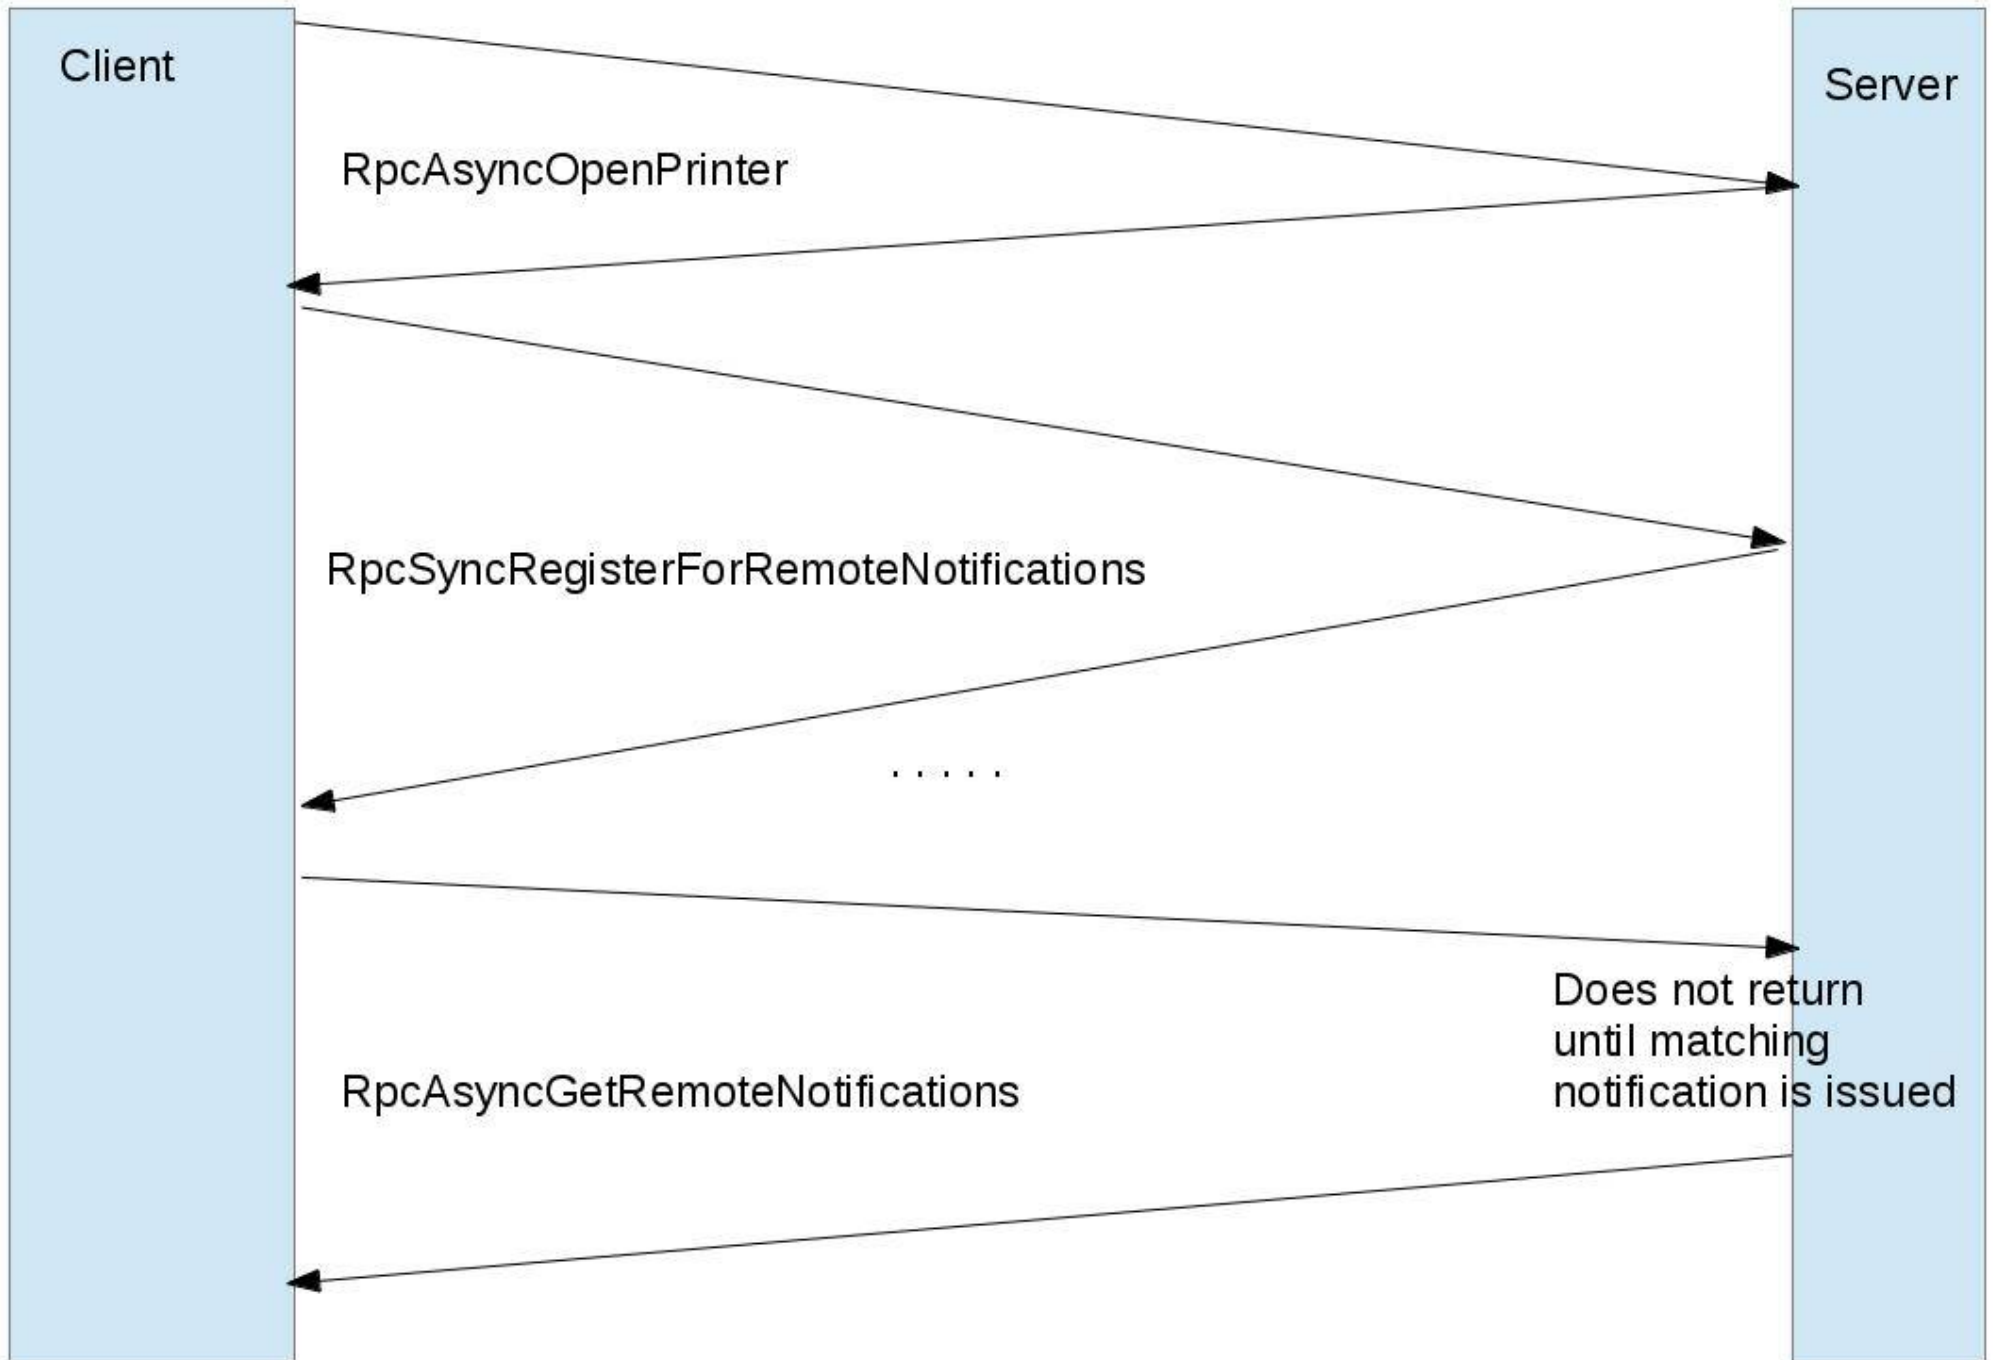 Client
Server
RpcAsyncOpenPrinter
RpcSyncRegisterForRemoteNotifications
. . . . .
Does not return
until matching
notification is issued
RpcAsyncGetRemoteNotifications